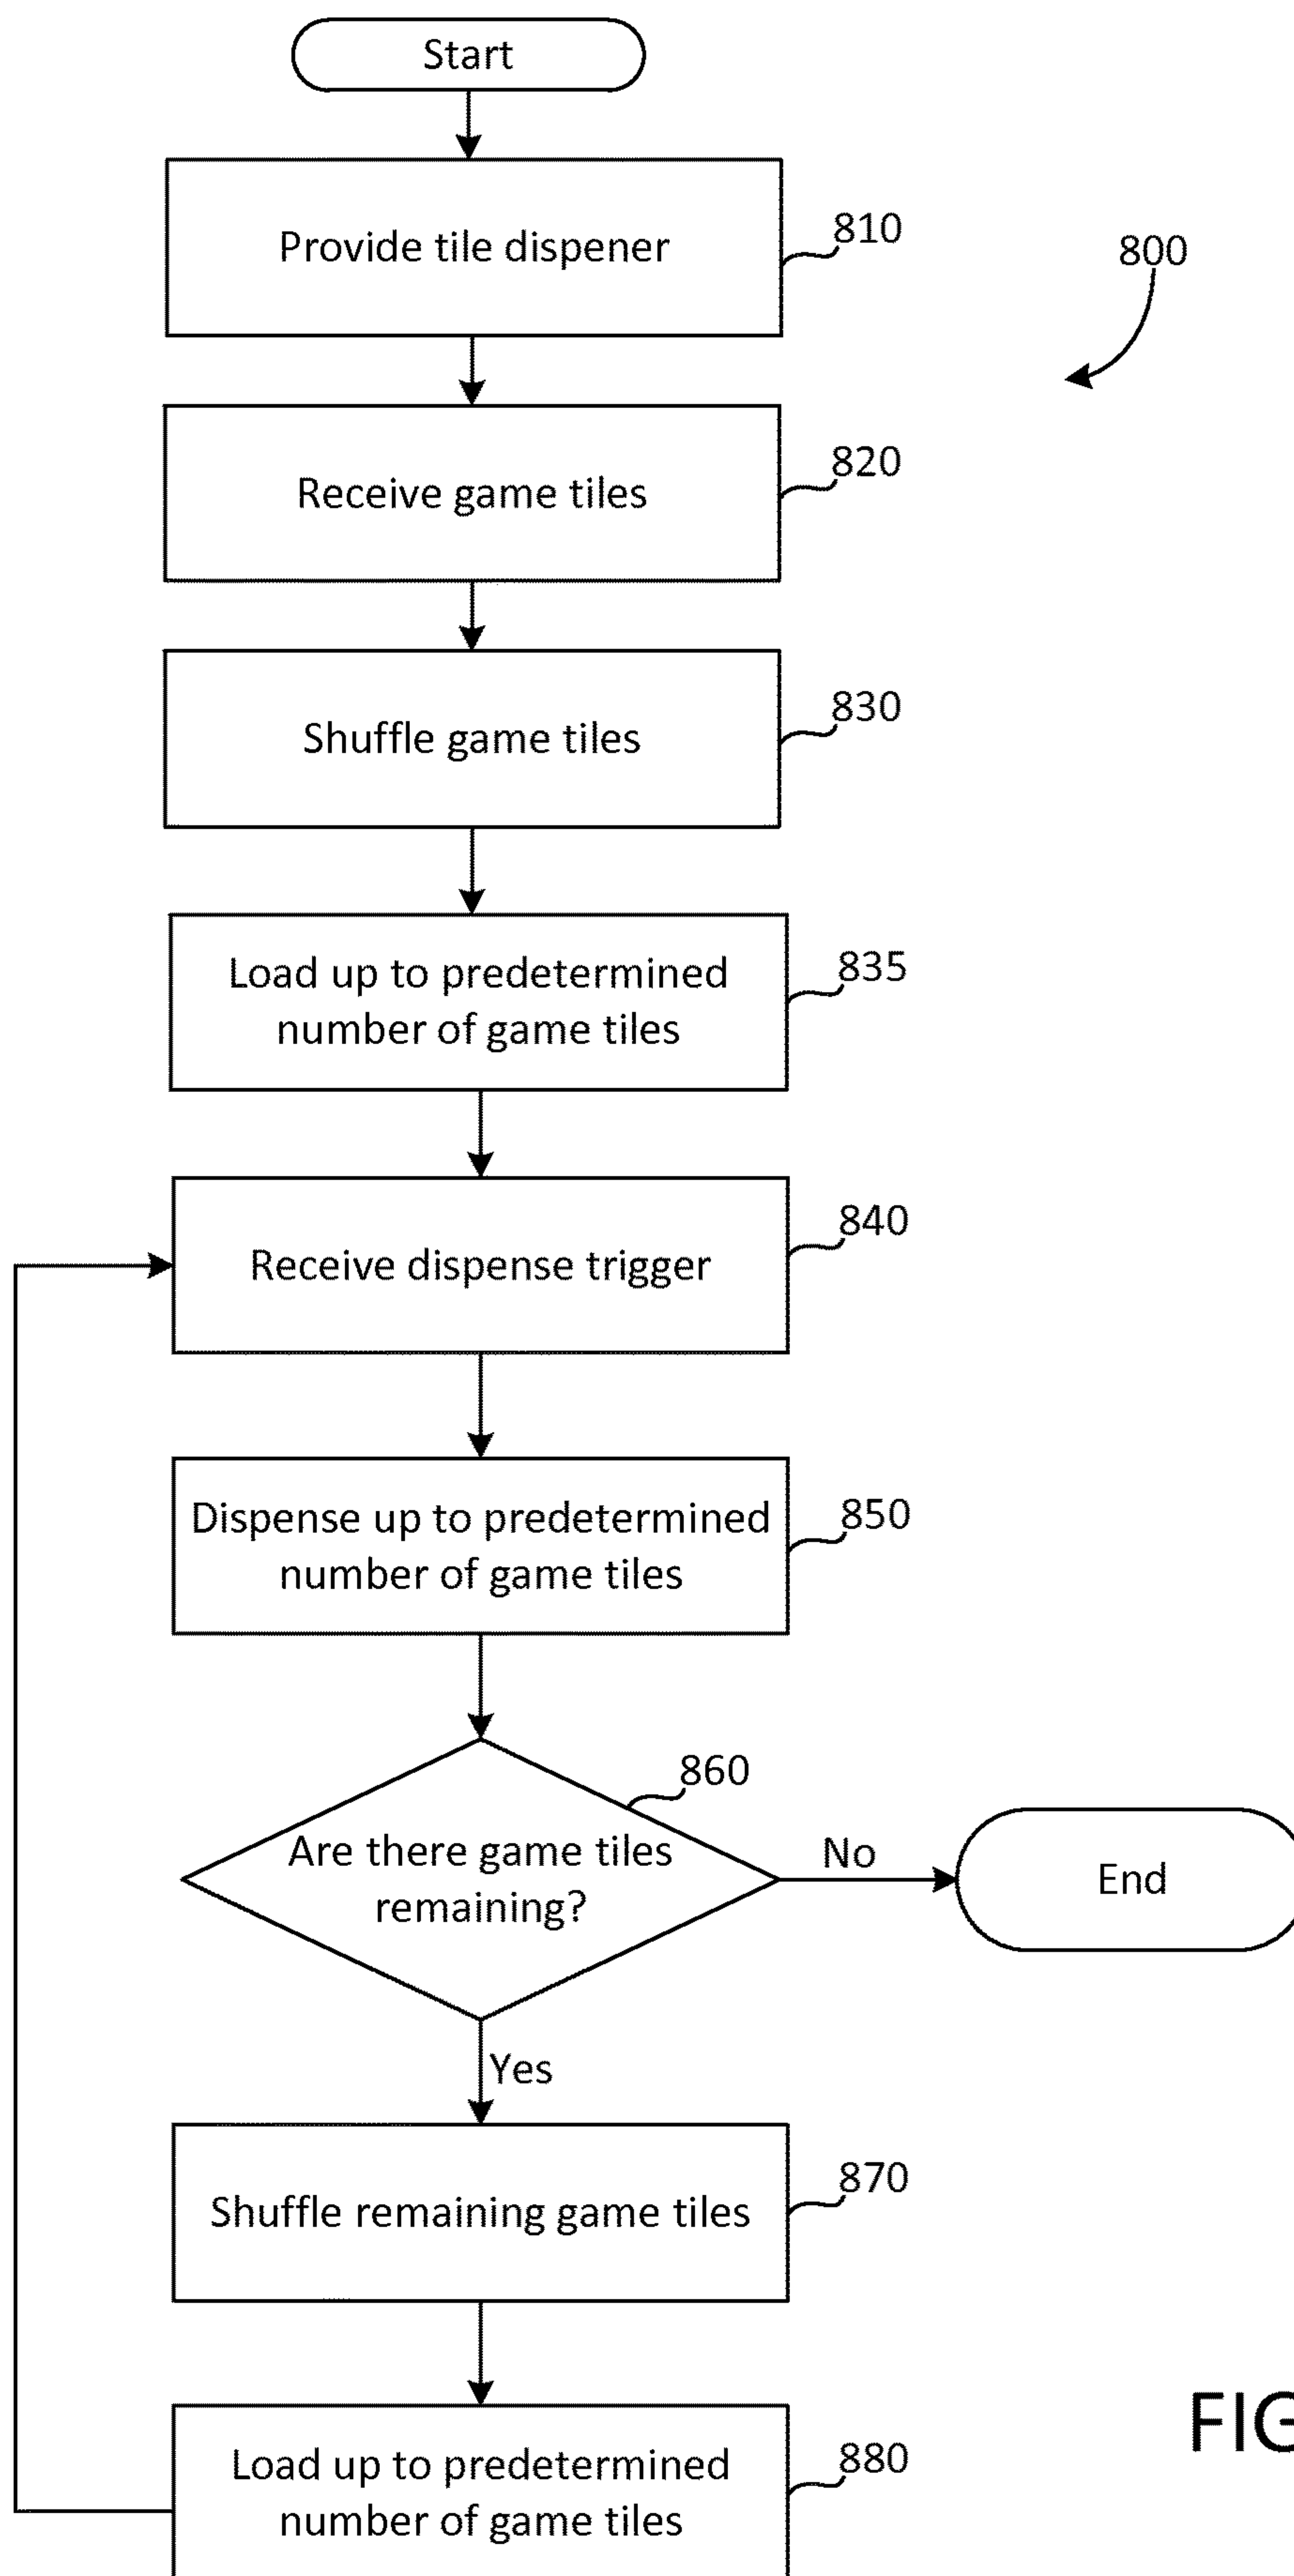 Start
Provide tile dispener
810
800
Receive game tiles
820
Shuffle game tiles
830
Load up to predetermined
number of game tiles
835
Receive dispense trigger
840
Dispense up to predetermined
number of game tiles
850
860
Are there game tiles
remaining?
No
End
Yes
Shuffle remaining game tiles
870
Load up to predetermined
number of game tiles
880
FIG